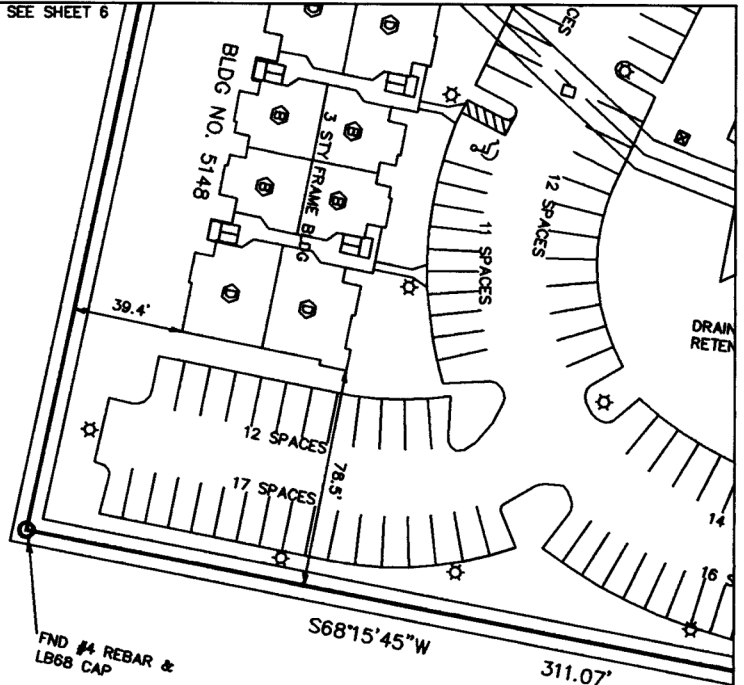 SEE SHEET 6
SPACES
D
D
BLDG NO. 5148
3 STY FRAME BLDG
B
B
B
B
D
D
12 SPACES
11 SPACES
39.4'
DRAIN
RETEN
12 SPACES
17 SPACES
78.5'
14
16 S
S68°15'45"W
311.07'
FND #4 REBAR &
LB68 CAP